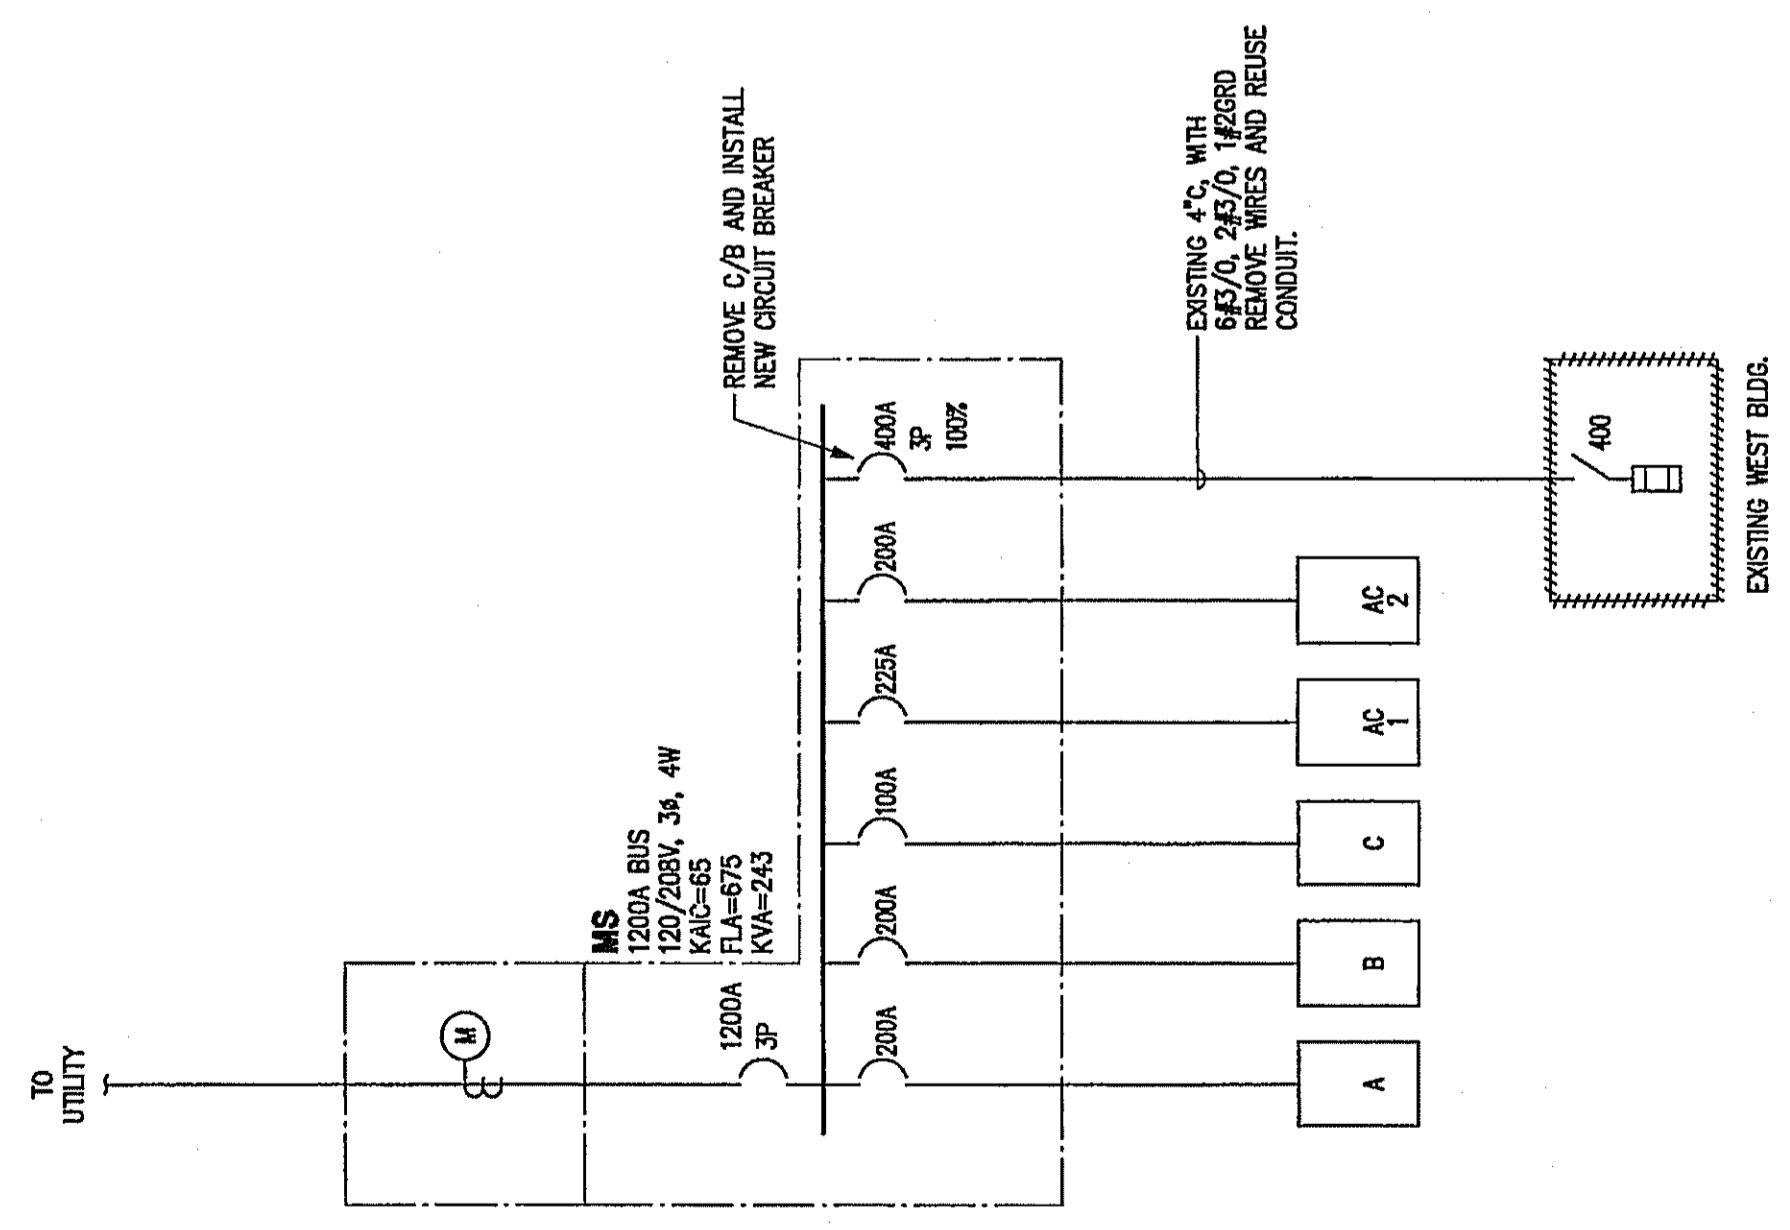 TO
UTILITY
M
MS
1200A BUS
120/208V, 3ø, 4W
KAIC=65
FLA=675
KVA=243
1200A
3P
REMOVE C/B AND INSTALL
NEW CIRCUIT BREAKER
200A
200A
100A
225A
200A
400A
3P
100%
EXISTING 4"C, WITH
6#3/0, 2#3/0, 1#2GRD
REMOVE WIRES AND REUSE
CONDUIT.
A
B
C
AC
1
AC
2
400
EXISTING WEST BLDG.